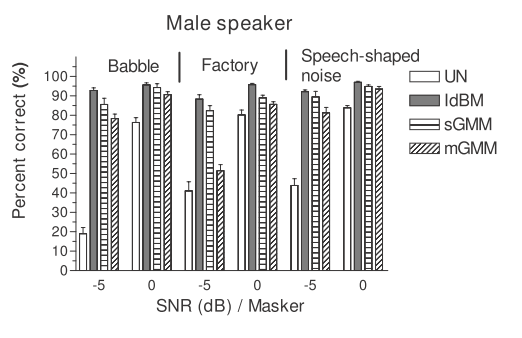 Male speaker
Babble
Factory
Speech-shaped
noise
UN
IdBM
sGMM
mGMM
Percent correct (%)
100
90
80
70
60
50
40
30
20
10
0
-5 0 -5 0 -5 0
SNR (dB) / Masker